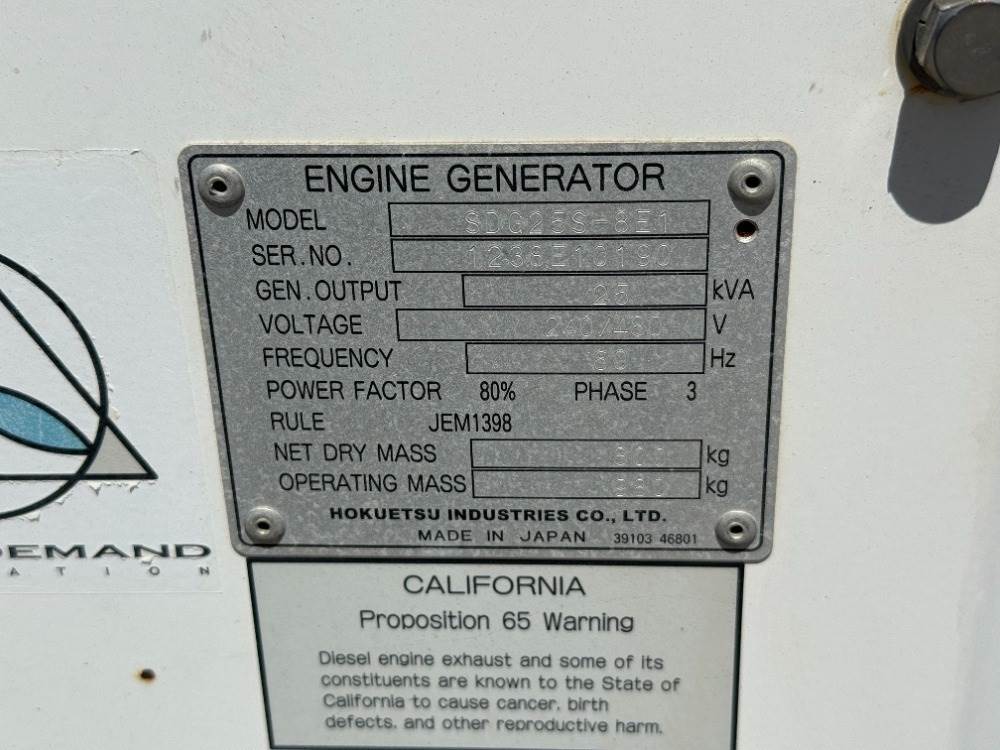 ENGINE GENERATOR
MODEL SDG25S-8E1
SER.NO. 1236E10190
GEN.OUTPUT 25 kVA
VOLTAGE 240/480 V
FREQUENCY 60 Hz
POWER FACTOR 80% PHASE 3
RULE JEM1398
NET DRY MASS kg
OPERATING MASS kg
HOKUETSU INDUSTRIES CO., LTD.
MADE IN JAPAN 39103 46801
DEMAND
ATION
CALIFORNIA
Proposition 65 Warning
Diesel engine exhaust and some of its
constituents are known to the State of
California to cause cancer, birth
defects, and other reproductive harm.